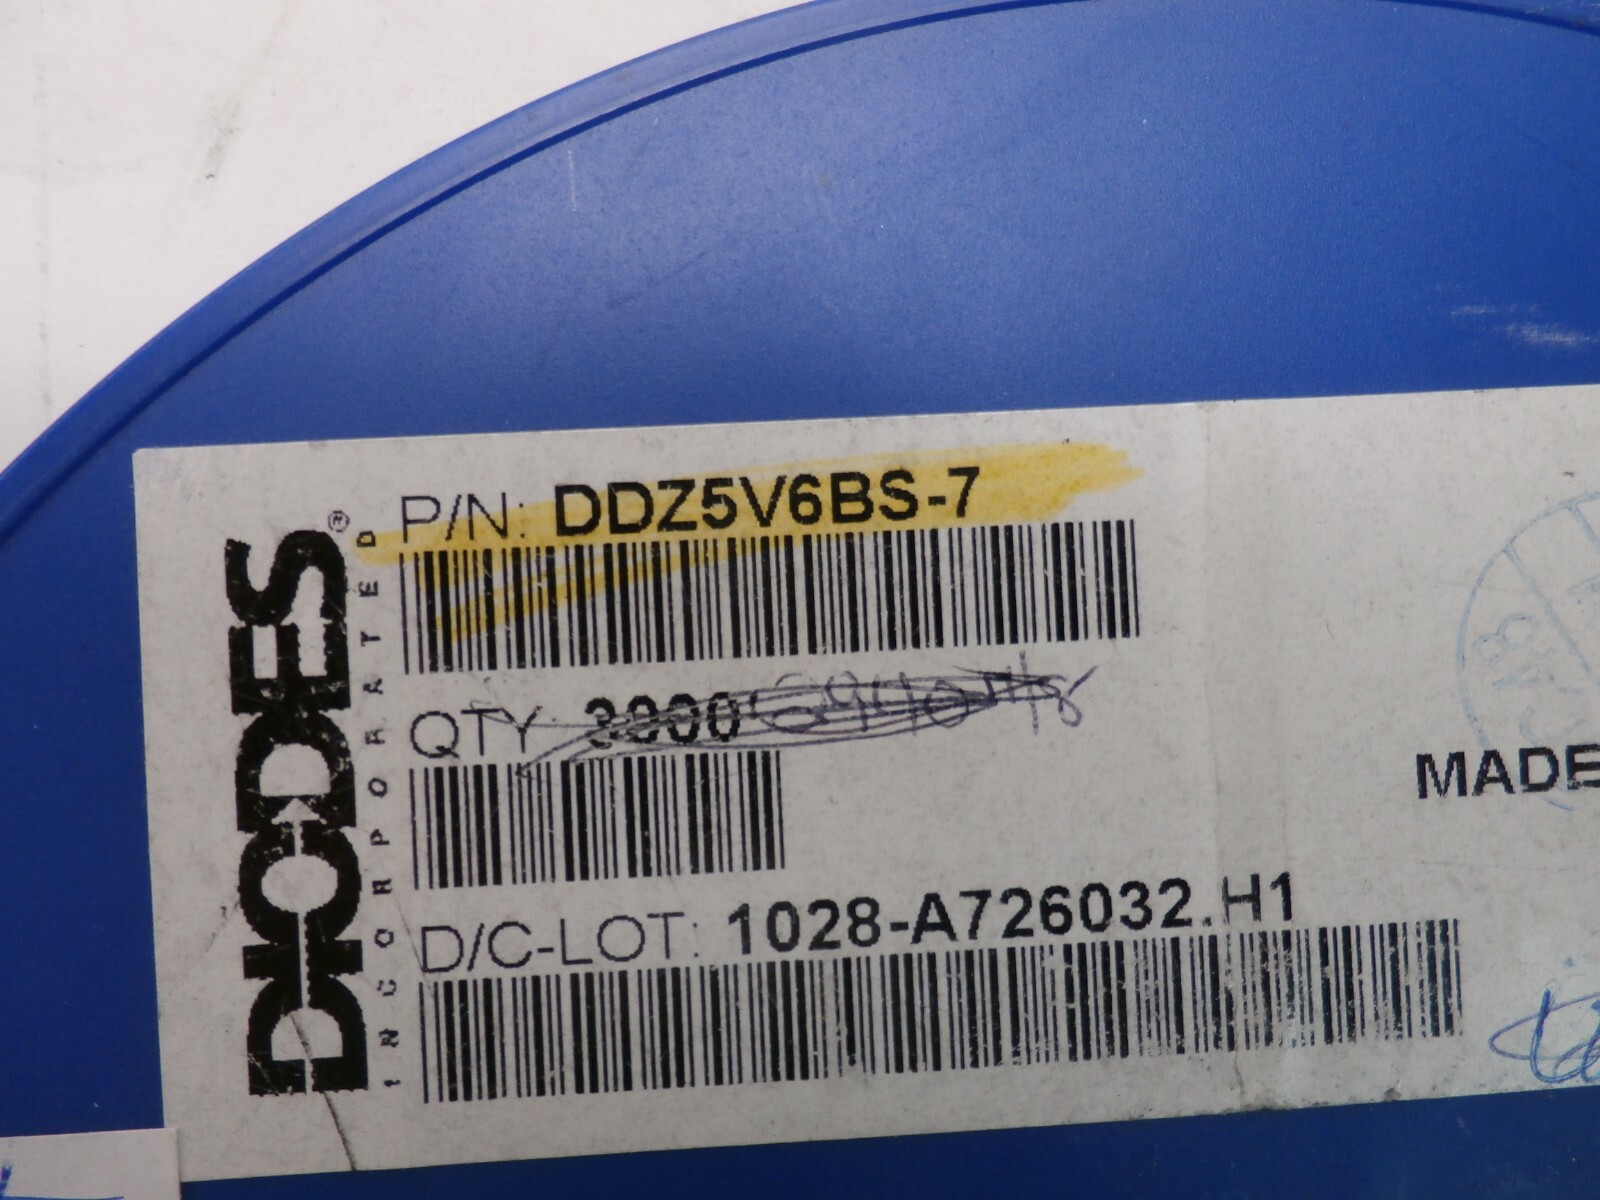 DIODES®
INCORPORATED
P/N: DDZ5V6BS-7
QTY: 3000
MADE
D/C-LOT: 1028-A726032.H1